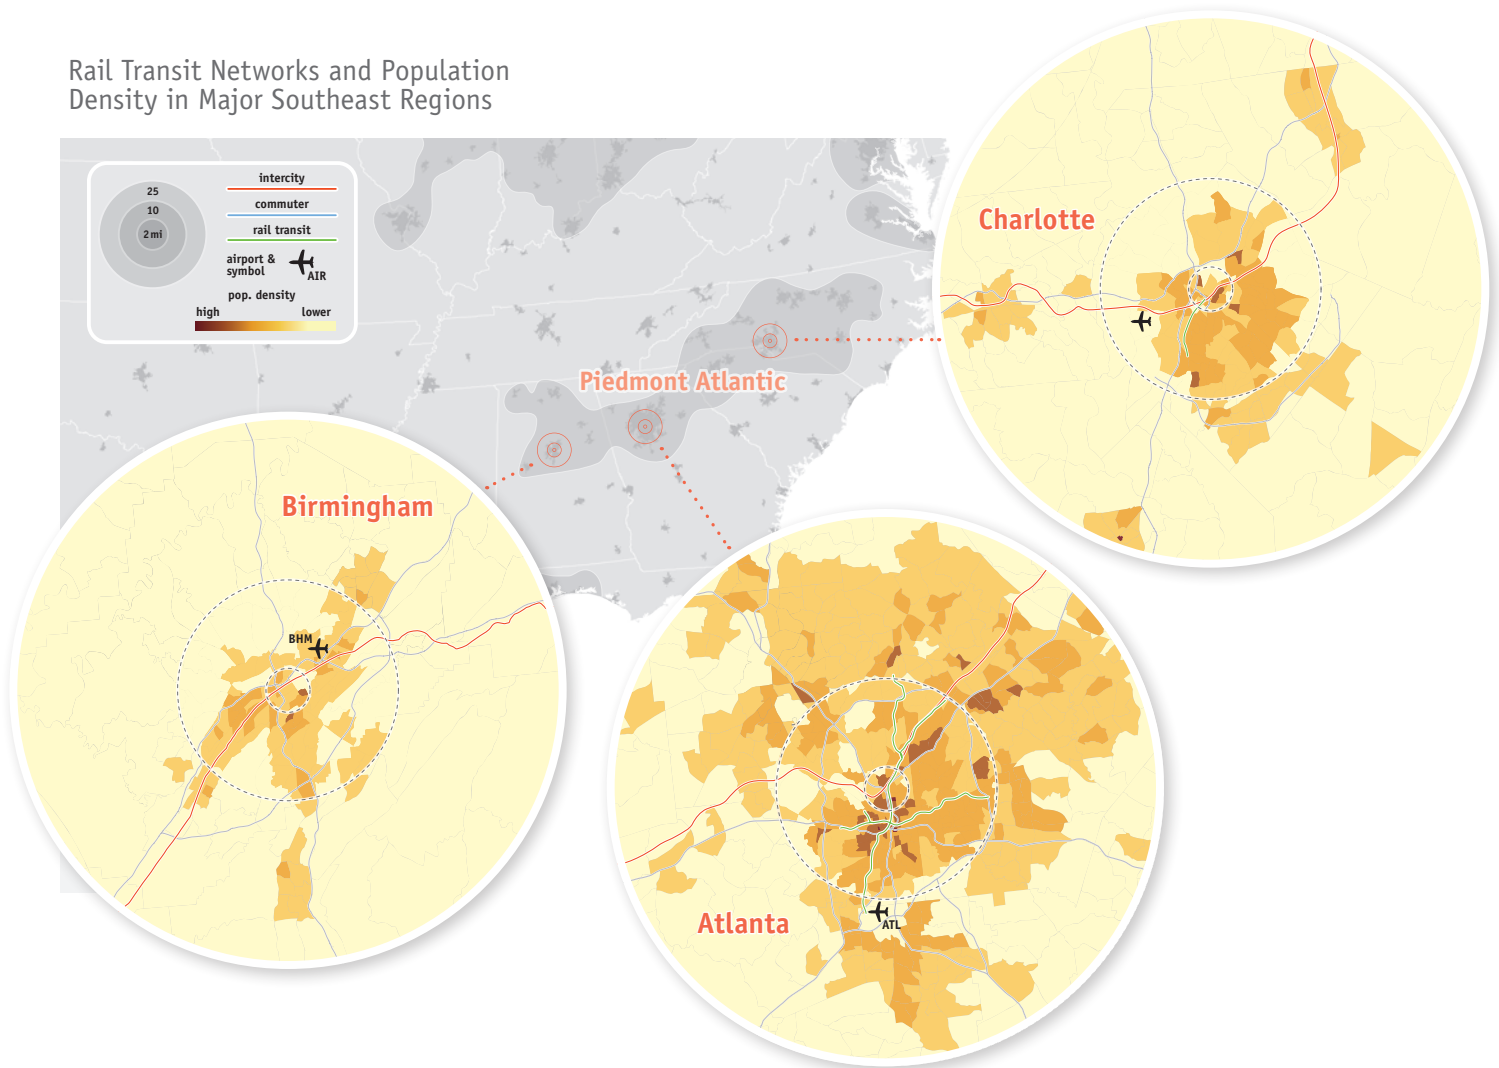 Rail Transit Networks and Population
Density in Major Southeast Regions
25
10
2 mi
intercity
commuter
rail transit
airport &
symbol
AIR
pop. density
high
lower
Charlotte
Piedmont Atlantic
Birmingham
BHM
Atlanta
ATL